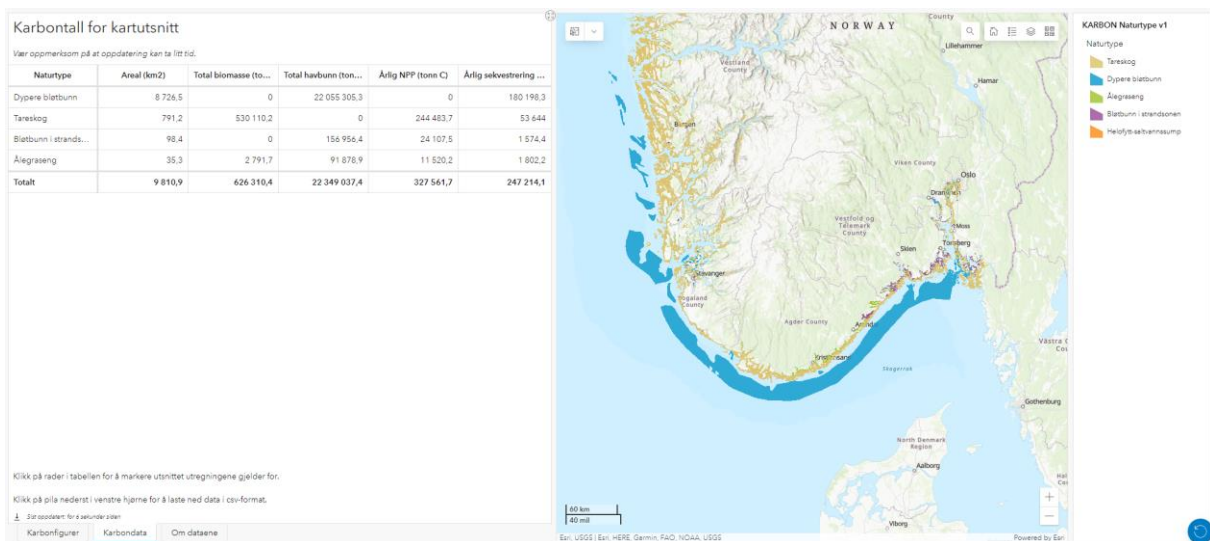 Karbontall for kartutsnitt
Vær oppmerksom på at oppdatering kan ta litt tid.
Naturtype Areal (km2) Total biomasse (to... Total havbunn (ton... Årlig NPP (tonn C) Årlig sekvestrering ...
Dypere bløtbunn 8 726,5 0 22 055 305,3 0 180 198,3
Tareskog 791,2 530 110,2 0 244 483,7 53 644
Bløtbunn i strands... 98,4 0 156 956,4 24 107,5 1 574,4
Ålegraseng 35,3 2 791,7 91 878,9 11 520,2 1 802,2
Totalt 9 810,9 626 310,4 22 349 037,4 327 561,7 247 214,1
Klikk på rader i tabellen for å markere utsnittet utregningene gjelder for.
Klikk på pila nederst i venstre hjørne for å laste ned data i csv-format.
Sist oppdatert: for 6 sekunder siden
Karbonfigurer Karbondata Om dataene
NORWAY
County
Lillehammer
Vestland
County
Hamar
Bergen
Viken County
Oslo
Drammen
Vestfold og
Telemark
County
Moss
Skien
Tønsberg
Stavanger
Rogaland
County
Agder County
Arendal
Kristiansand
Skagerrak
Västra
Gothenburg
North Denmark
Region
Aalborg
Viborg
60 km
40 mil
+
−
Esri, USGS | Esri, HERE, Garmin, FAO, NOAA, USGS
Powered by Esri
KARBON Naturtype v1
Naturtype
Tareskog
Dypere bløtbunn
Ålegraseng
Bløtbunn i strandsonen
Helofytt-saltvannssump